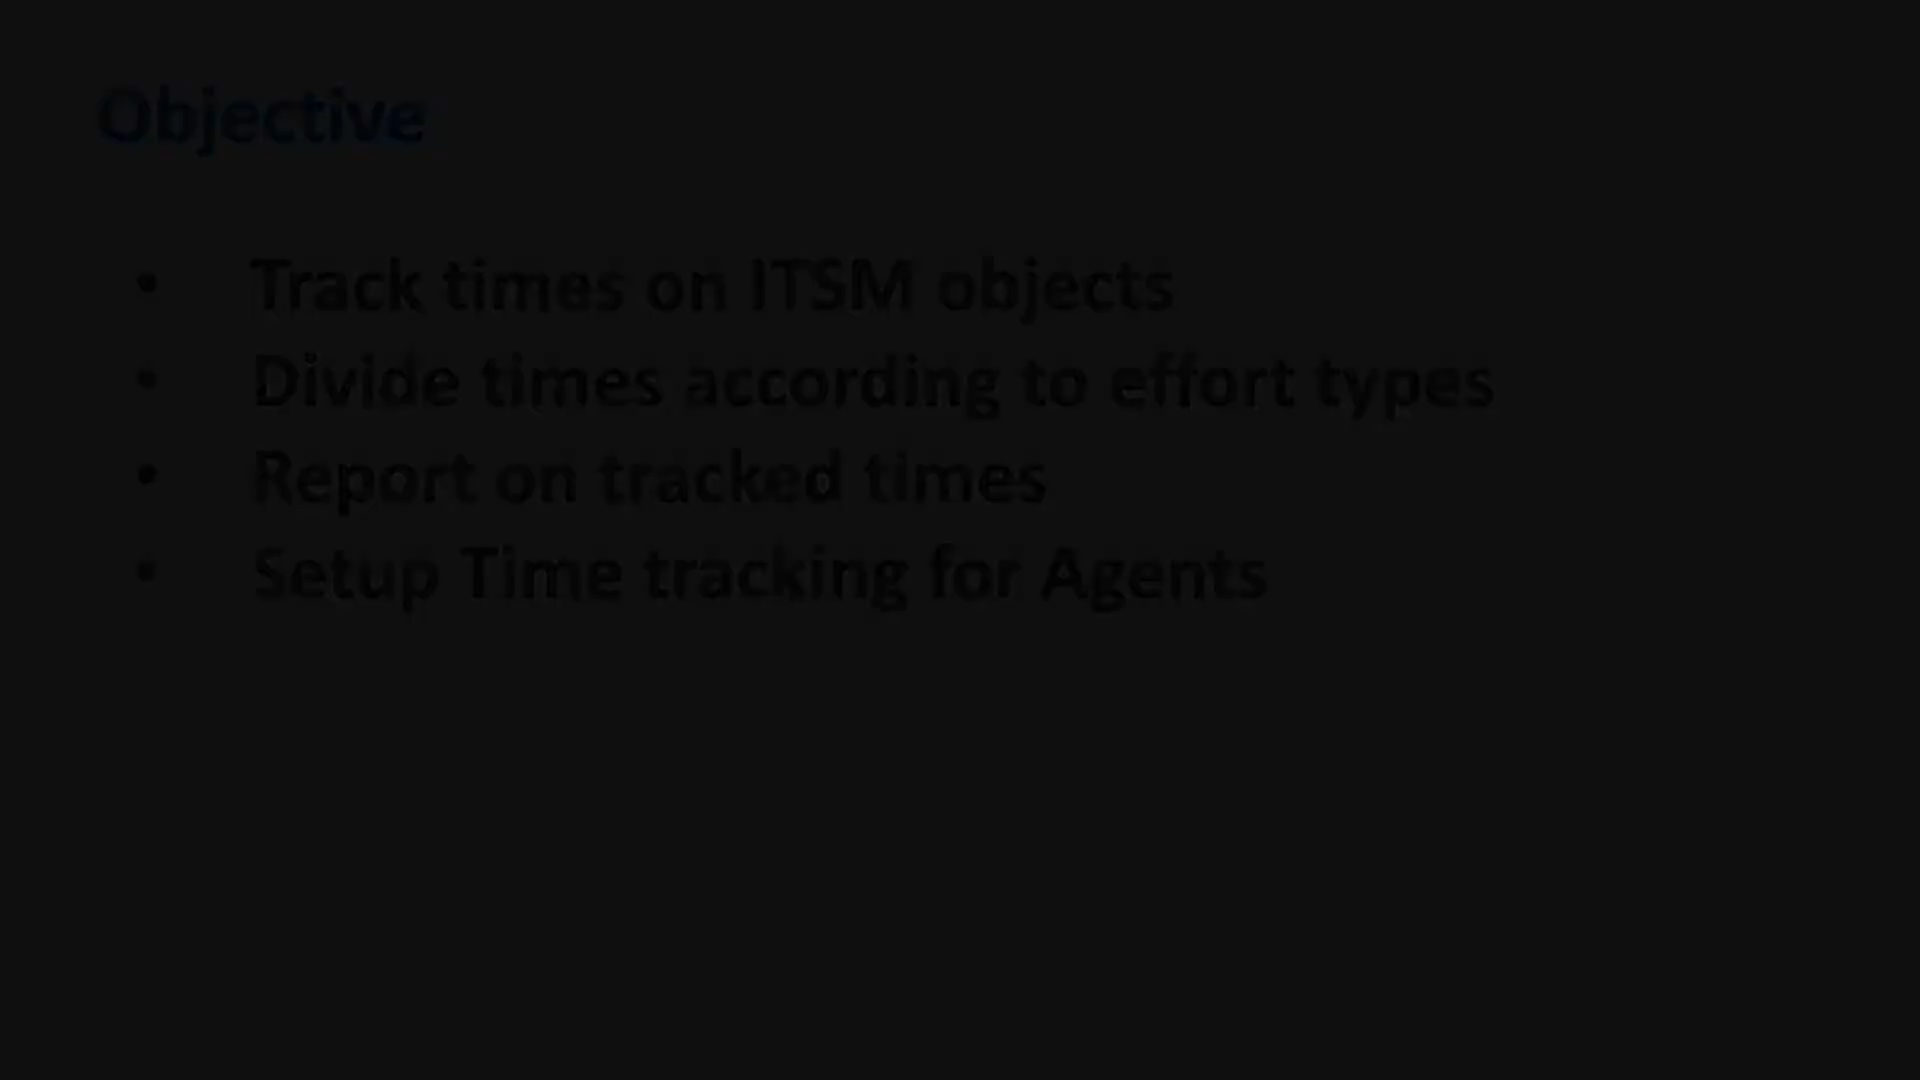 Objective
• Track times on ITSM objects
• Divide times according to effort types
• Report on tracked times
• Setup Time tracking for Agents